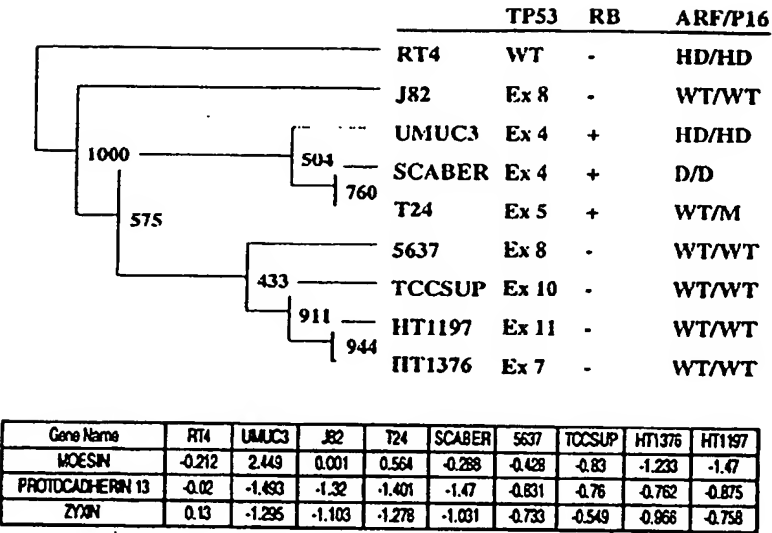 TP53 RB ARF/P16
RT4 WT - HD/HD
J82 Ex 8 - WT/WT
UMUC3 Ex 4 + HD/HD
1000 504 SCABER Ex 4 + D/D
760
T24 Ex 5 + WT/M
575
5637 Ex 8 - WT/WT
433 TCCSUP Ex 10 - WT/WT
911 HT1197 Ex 11 - WT/WT
944
HT1376 Ex 7 - WT/WT
Gene Name RT4 UMUC3 J82 T24 SCABER 5637 TCCSUP HT1376 HT1197
MOESIN -0.212 2.449 0.001 0.564 -0.288 -0.428 -0.83 -1.233 -1.47
PROTOCADHERIN 13 -0.02 -1.493 -1.32 -1.401 -1.47 -0.831 -0.76 -0.762 -0.875
ZYXIN 0.13 -1.295 -1.103 -1.278 -1.031 -0.733 -0.549 -0.966 -0.758